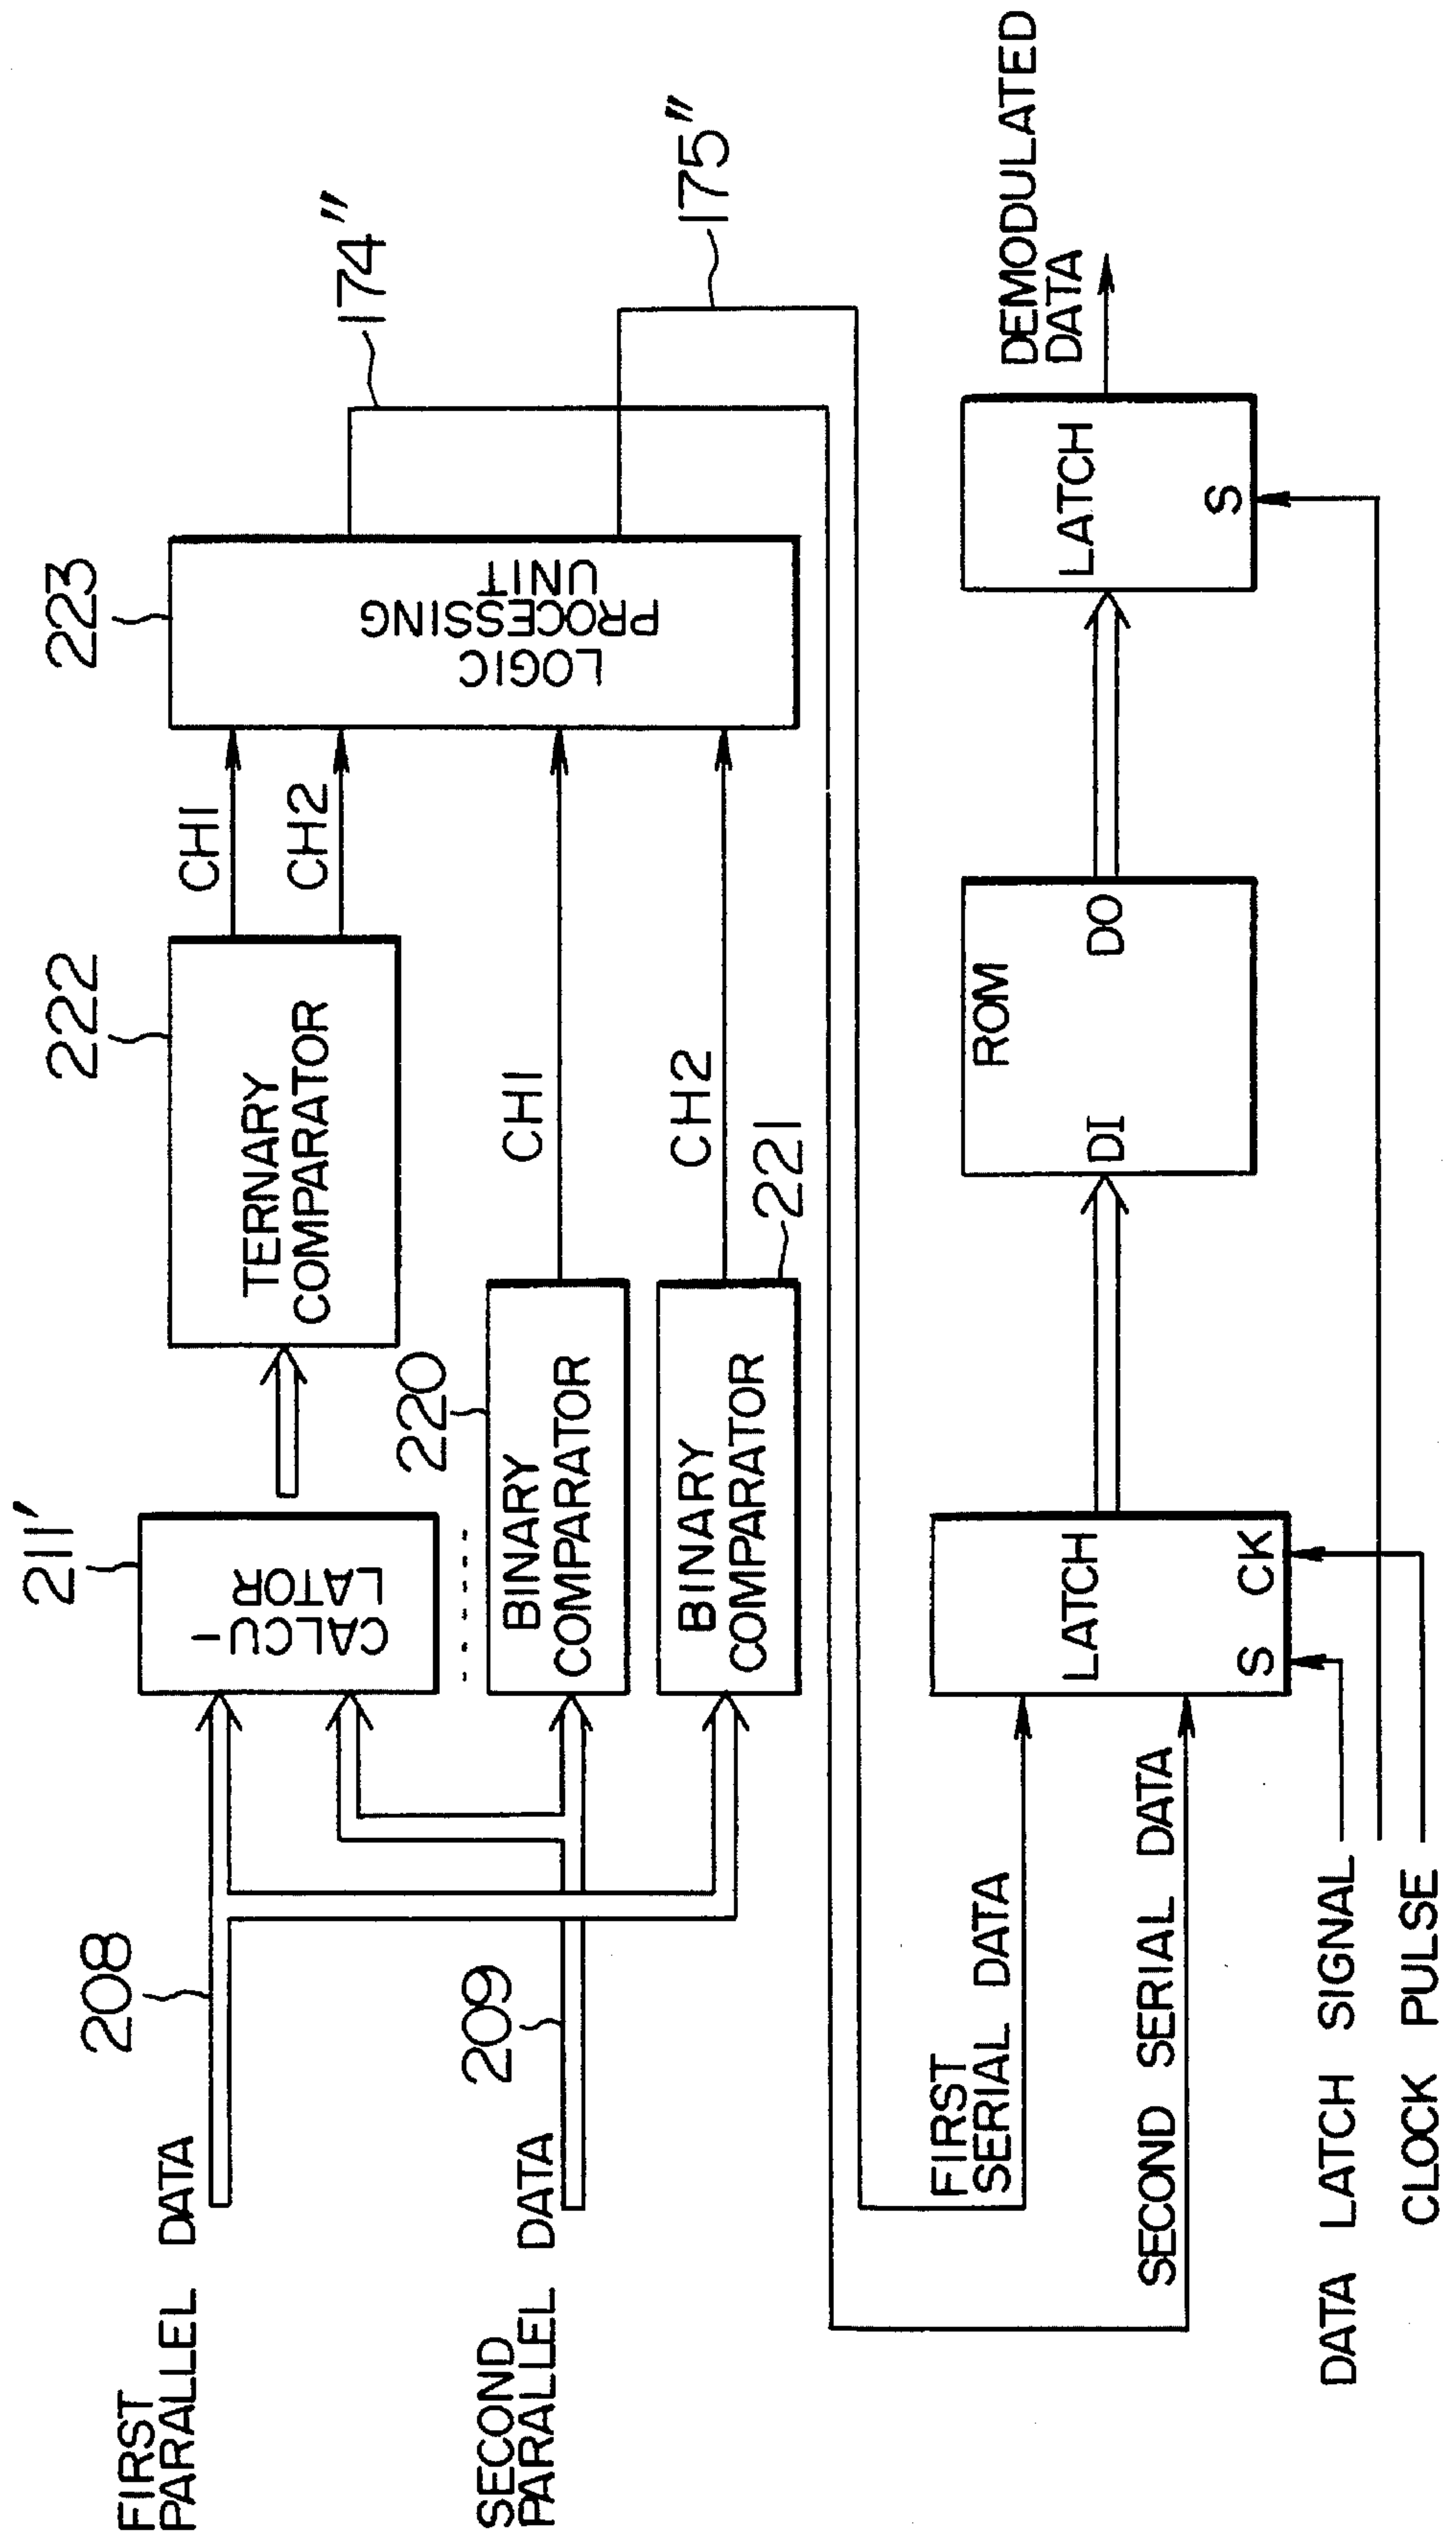 FIRST
PARALLEL DATA
208
211'
CALCU-
LATOR
222
TERNARY
COMPARATOR
CH1
CH2
223
LOGIC
PROCESSING
UNIT
174"
SECOND
PARALLEL DATA
209
220
BINARY
COMPARATOR
CH1
BINARY
COMPARATOR
221
CH2
175"
FIRST
SERIAL DATA
SECOND SERIAL DATA
LATCH
S CK
ROM
DI DO
LATCH
S
DEMODULATED
DATA
DATA LATCH SIGNAL
CLOCK PULSE